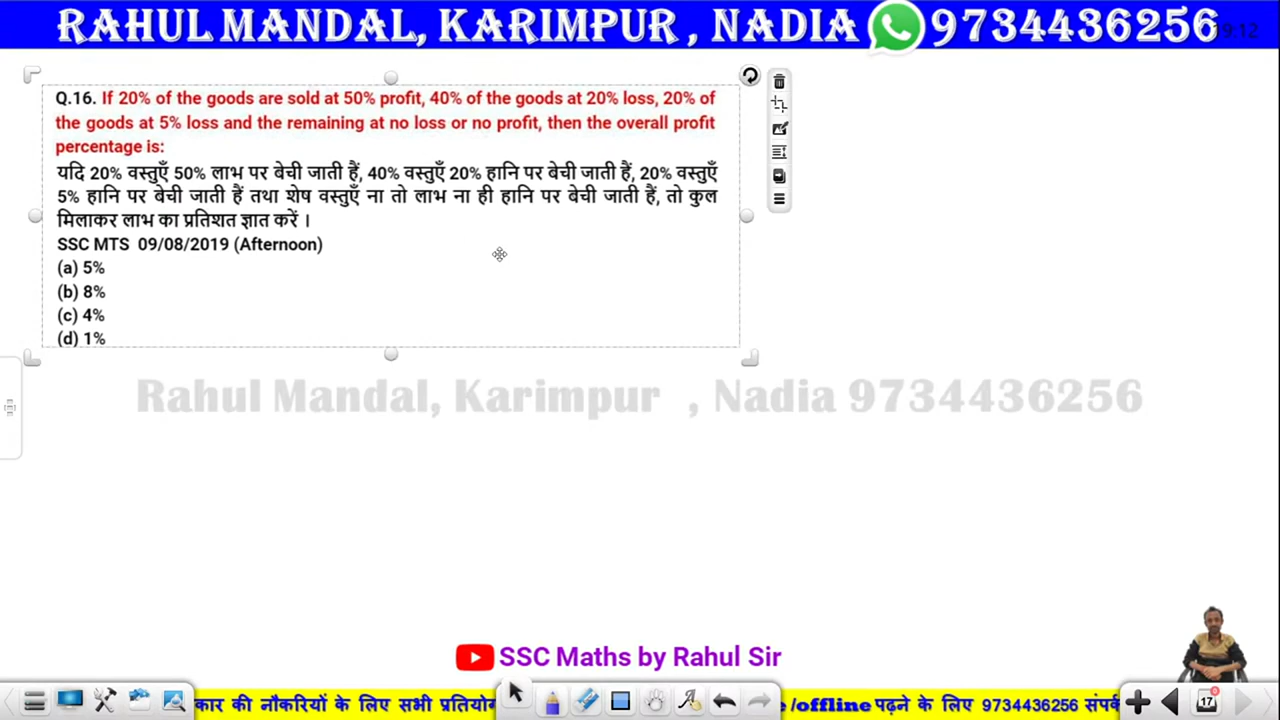 RAHUL MANDAL, KARIMPUR , NADIA 9734436256
Q.16. If 20% of the goods are sold at 50% profit, 40% of the goods at 20% loss, 20% of
the goods at 5% loss and the remaining at no loss or no profit, then the overall profit
percentage is:
यदि 20% वस्तुएँ 50% लाभ पर बेची जाती हैं, 40% वस्तुएँ 20% हानि पर बेची जाती हैं, 20% वस्तुएँ
5% हानि पर बेची जाती हैं तथा शेष वस्तुएँ ना तो लाभ ना ही हानि पर बेची जाती हैं, तो कुल
मिलाकर लाभ का प्रतिशत ज्ञात करें ।
SSC MTS 09/08/2019 (Afternoon)
(a) 5%
(b) 8%
(c) 4%
(d) 1%
Rahul Mandal, Karimpur , Nadia 9734436256
SSC Maths by Rahul Sir
कार की नौकरियों के लिए सभी प्रतियो
/offline पढ़ने के लिए 9734436256 संपर्क
17